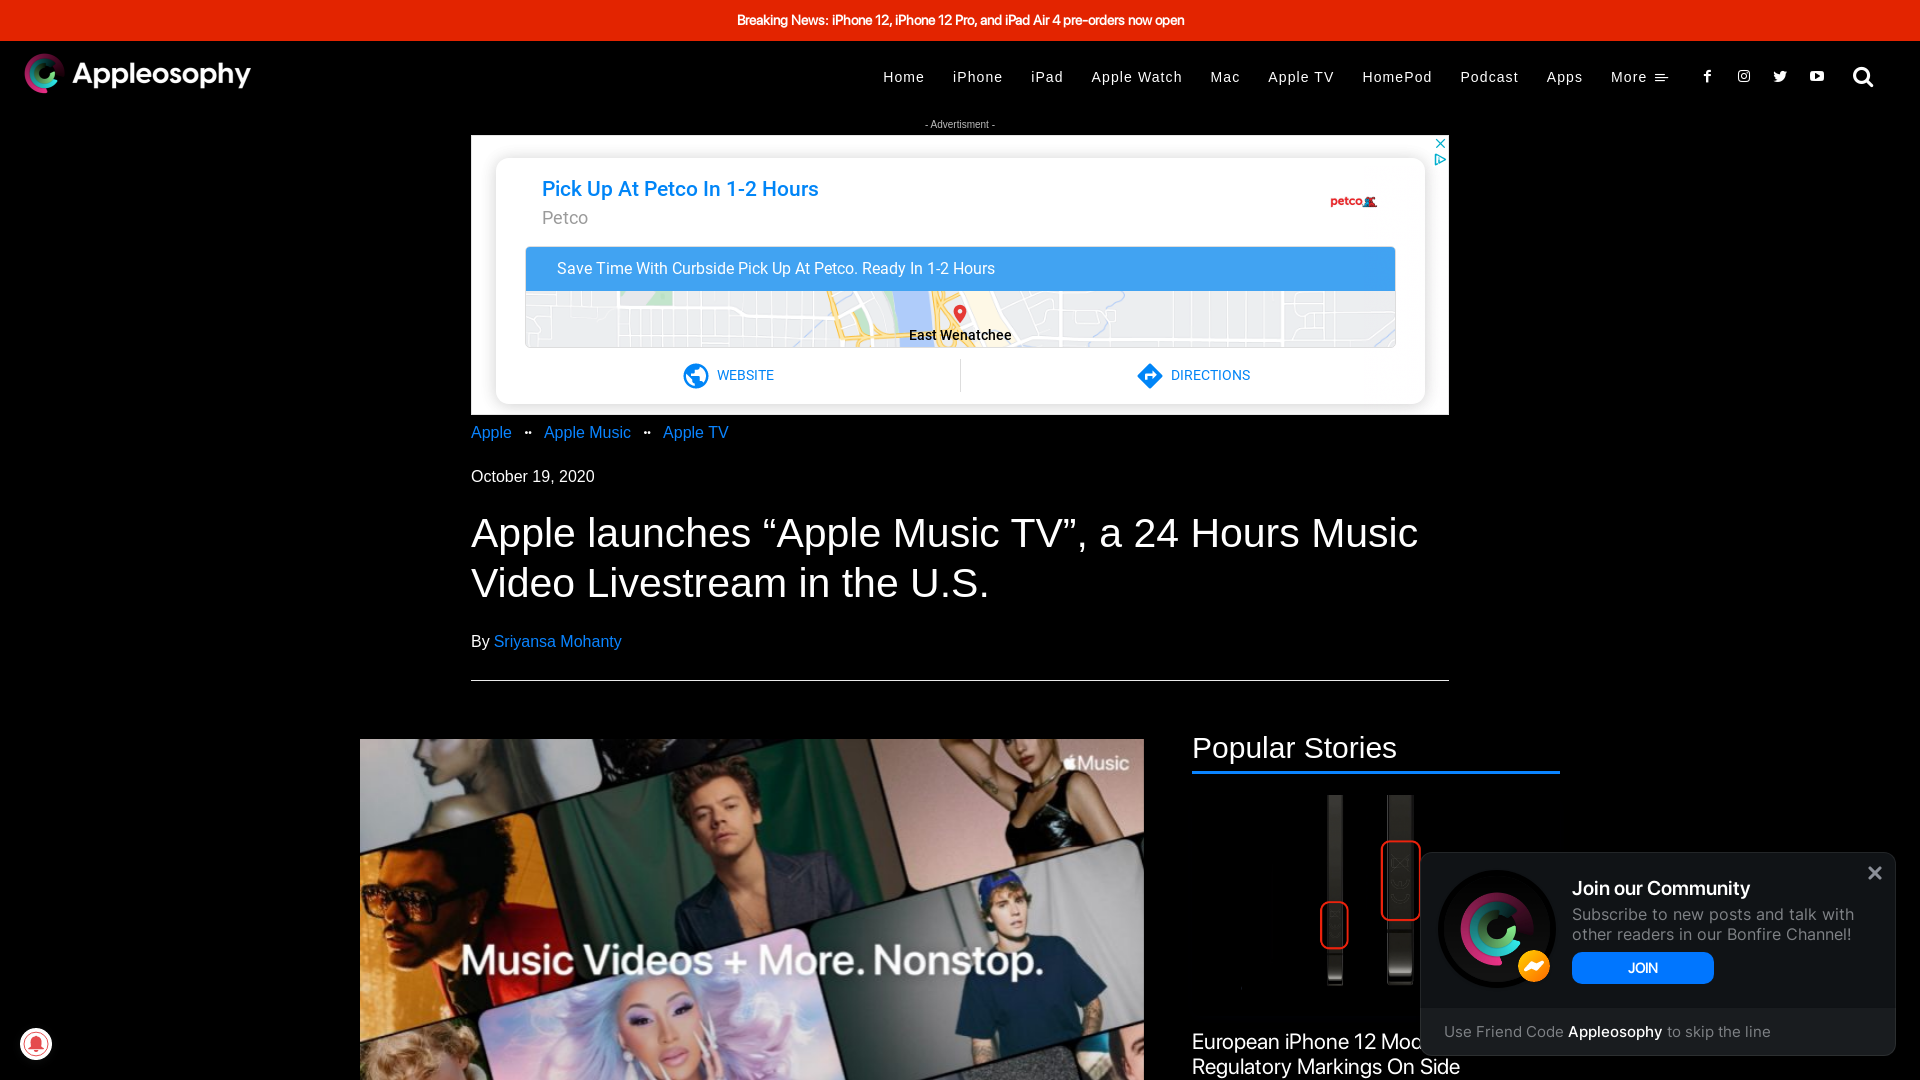 Breaking News: iPhone 12, iPhone 12 Pro, and iPad Air 4 pre-orders now open
Appleosophy
Home iPhone iPad Apple Watch Mac Apple TV HomePod Podcast Apps More
- Advertisment -
Pick Up At Petco In 1-2 Hours
Petco
petco
Save Time With Curbside Pick Up At Petco. Ready In 1-2 Hours
East Wenatchee
WEBSITE
DIRECTIONS
Apple •• Apple Music •• Apple TV
October 19, 2020
Apple launches “Apple Music TV”, a 24 Hours Music
Video Livestream in the U.S.
By Sriyansa Mohanty
Music
Music Videos + More. Nonstop.
Popular Stories
European iPhone 12 Mod
Regulatory Markings On Side
Join our Community
Subscribe to new posts and talk with
other readers in our Bonfire Channel!
JOIN
Use Friend Code Appleosophy to skip the line